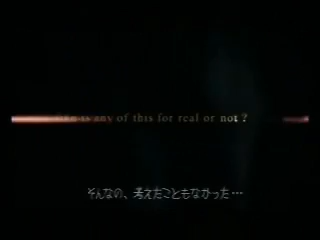 is any of this for real or not ?
そんなの、考えたこともなかった…